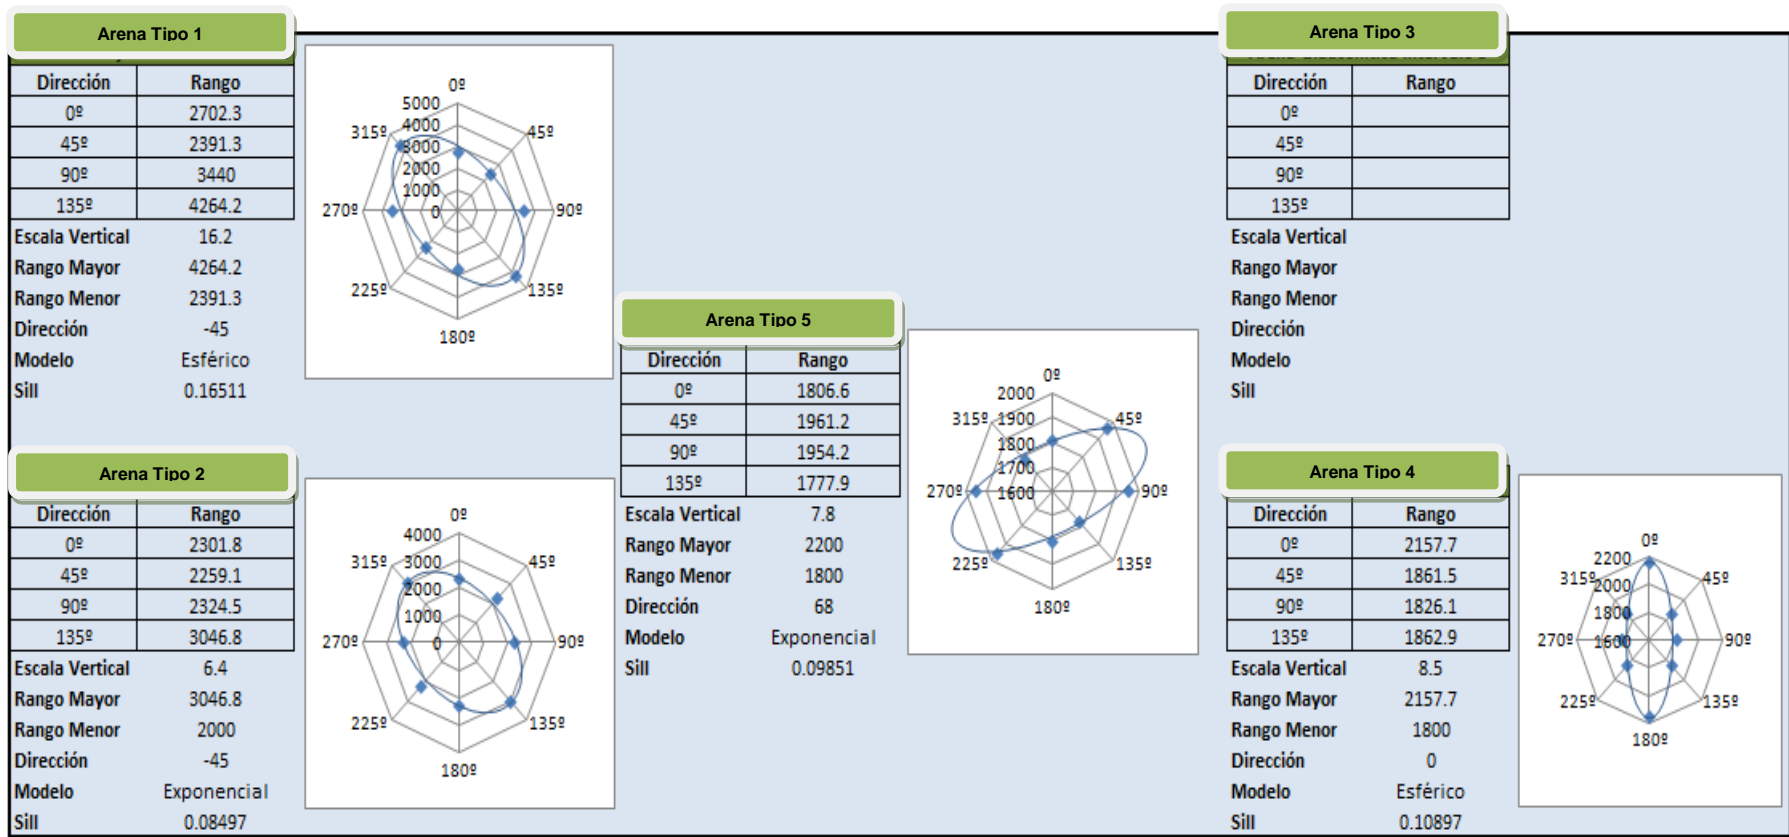 Arena Tipo 1
Dirección Rango
0º 2702.3
45º 2391.3
90º 3440
135º 4264.2
Escala Vertical 16.2
Rango Mayor 4264.2
Rango Menor 2391.3
Dirección -45
Modelo Esférico
Sill 0.16511
0º
5000
4000
315º
45º
3000
2000
1000
270º
0
90º
225º
135º
180º
Arena Tipo 2
Dirección Rango
0º 2301.8
45º 2259.1
90º 2324.5
135º 3046.8
Escala Vertical 6.4
Rango Mayor 3046.8
Rango Menor 2000
Dirección -45
Modelo Exponencial
Sill 0.08497
0º
4000
315º
3000
45º
2000
1000
270º
0
90º
225º
135º
180º
Arena Tipo 5
Dirección Rango
0º 1806.6
45º 1961.2
90º 1954.2
135º 1777.9
Escala Vertical 7.8
Rango Mayor 2200
Rango Menor 1800
Dirección 68
Modelo Exponencial
Sill 0.09851
0º
2000
315º
1900
45º
1800
1700
270º
1600
90º
225º
135º
180º
Arena Tipo 3
Dirección Rango
0º
45º
90º
135º
Escala Vertical
Rango Mayor
Rango Menor
Dirección
Modelo
Sill
Arena Tipo 4
Dirección Rango
0º 2157.7
45º 1861.5
90º 1826.1
135º 1862.9
Escala Vertical 8.5
Rango Mayor 2157.7
Rango Menor 1800
Dirección 0
Modelo Esférico
Sill 0.10897
0º
2200
315º
2000
45º
1800
270º
1600
90º
225º
135º
180º